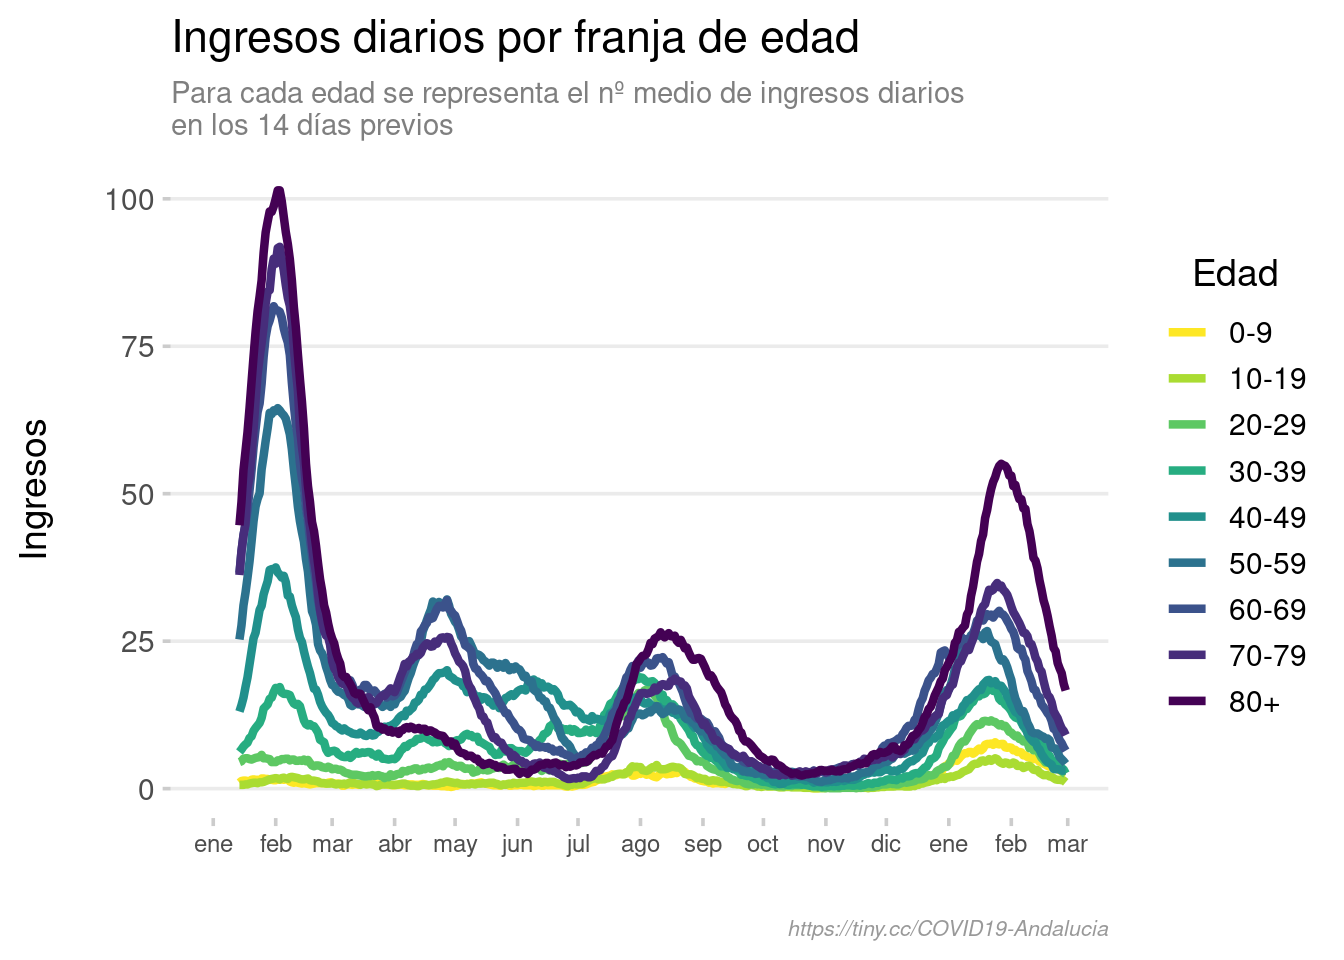 Ingresos diarios por franja de edad
Para cada edad se representa el nº medio de ingresos diarios
en los 14 días previos
Ingresos
100
75
50
25
0
ene feb mar abr may jun jul ago sep oct nov dic ene feb mar
Edad
0-9
10-19
20-29
30-39
40-49
50-59
60-69
70-79
80+
https://tiny.cc/COVID19-Andalucia